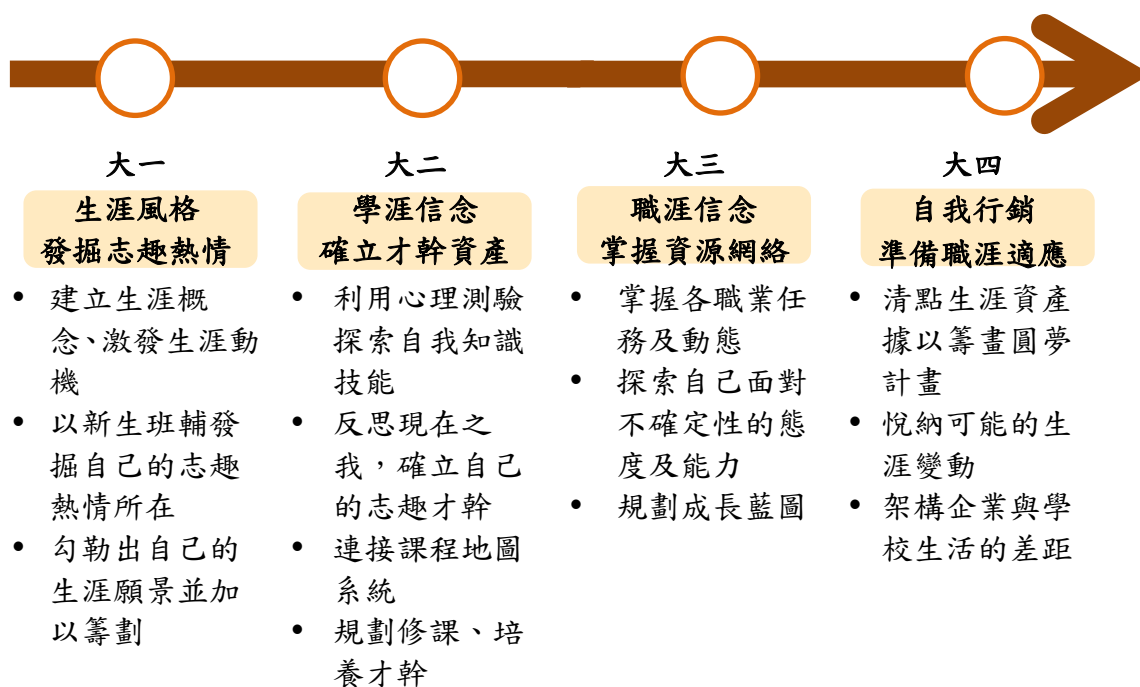 大一
生涯風格
發掘志趣熱情
• 建立生涯概
念、激發生涯動
機
• 以新生班輔發
掘自己的志趣
熱情所在
• 勾勒出自己的
生涯願景並加
以籌劃
大二
學涯信念
確立才幹資產
• 利用心理測驗
探索自我知識
技能
• 反思現在之
我，確立自己
的志趣才幹
• 連接課程地圖
系統
• 規劃修課、培
養才幹
大三
職涯信念
掌握資源網絡
• 掌握各職業任
務及動態
• 探索自己面對
不確定性的態
度及能力
• 規劃成長藍圖
大四
自我行銷
準備職涯適應
• 清點生涯資產
據以籌畫圓夢
計畫
• 悅納可能的生
涯變動
• 架構企業與學
校生活的差距